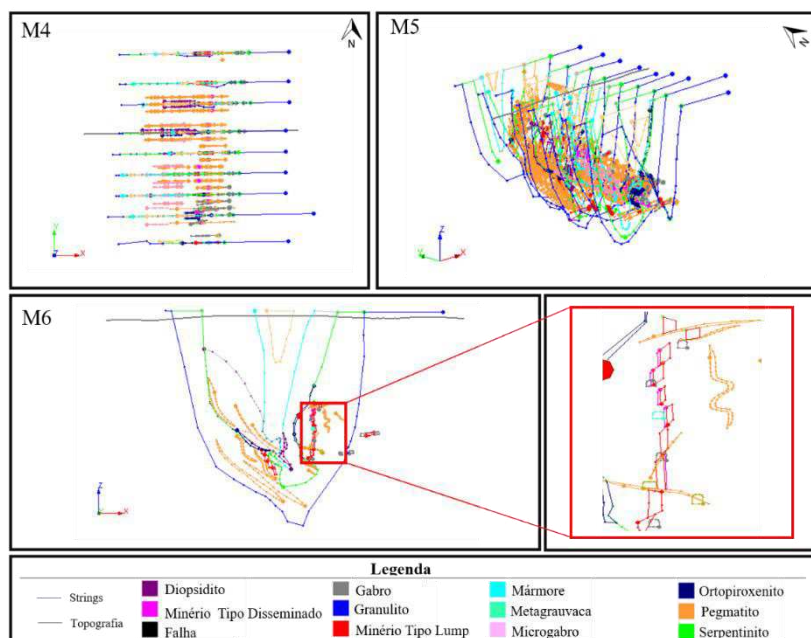 M4
N
Y
Z
X
M5
N
Z
Y
X
M6
Z
X
Legenda
Strings
Topografia
Diopsidito
Minério Tipo Disseminado
Falha
Gabro
Granulito
Minério Tipo Lump
Mármore
Metagrauvaca
Microgabro
Ortopiroxenito
Pegmatito
Serpentinito